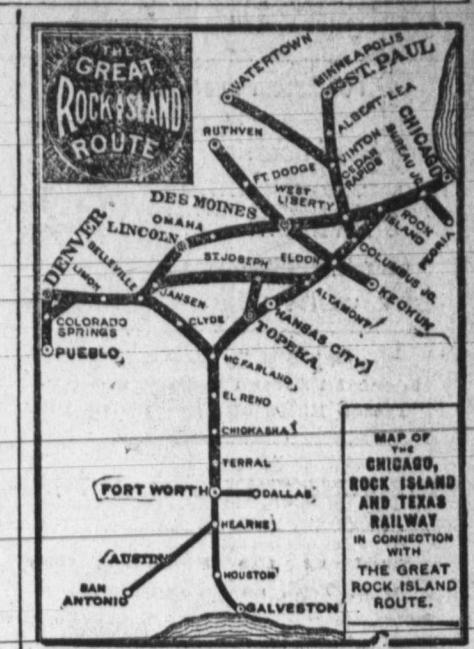 THE
GREAT
ROCK ISLAND
ROUTE
WATERTOWN
MINNEAPOLIS
ST. PAUL
ALBERT LEA
RUTHVEN
VINTON
CEDAR
RAPIDS
BUREAU JC.
CHICAGO
FT. DODGE
WEST
LIBERTY
DES MOINES
ROCK
ISLAND
PEORIA
OMAHA
LINCOLN
DENVER
LIMON
BELLEVILLE
ST. JOSEPH
ELDON
COLUMBUS JC.
KEOKUK
JANSEN
ALTAMONT
CLYDE
KANSAS CITY
TOPEKA
COLORADO
SPRINGS
PUEBLO
MCFARLAND
EL RENO
CHICKASHA
TERRAL
FORT WORTH
DALLAS
HEARNE
AUSTIN
HOUSTON
SAN
ANTONIO
GALVESTON
MAP OF
THE
CHICAGO,
ROCK ISLAND
AND TEXAS
RAILWAY
IN CONNECTION
WITH
THE GREAT
ROCK ISLAND
ROUTE.